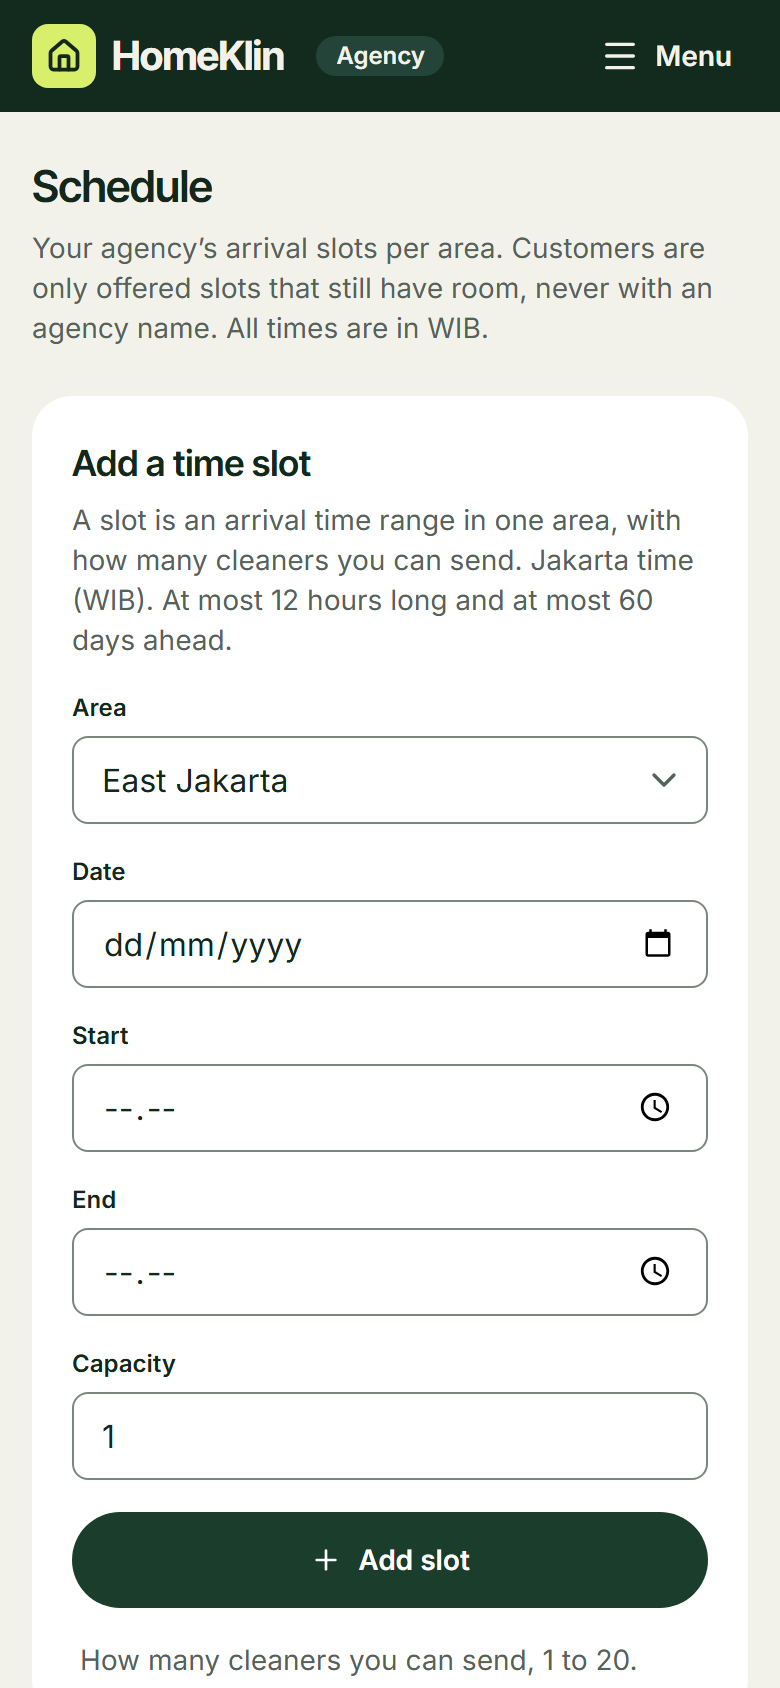 HomeKlin
Agency
Menu
Schedule
Your agency’s arrival slots per area. Customers are
only offered slots that still have room, never with an
agency name. All times are in WIB.
Add a time slot
A slot is an arrival time range in one area, with
how many cleaners you can send. Jakarta time
(WIB). At most 12 hours long and at most 60
days ahead.
Area
East Jakarta
Date
dd/mm/yyyy
Start
--.--
End
--.--
Capacity
1
Add slot
How many cleaners you can send, 1 to 20.